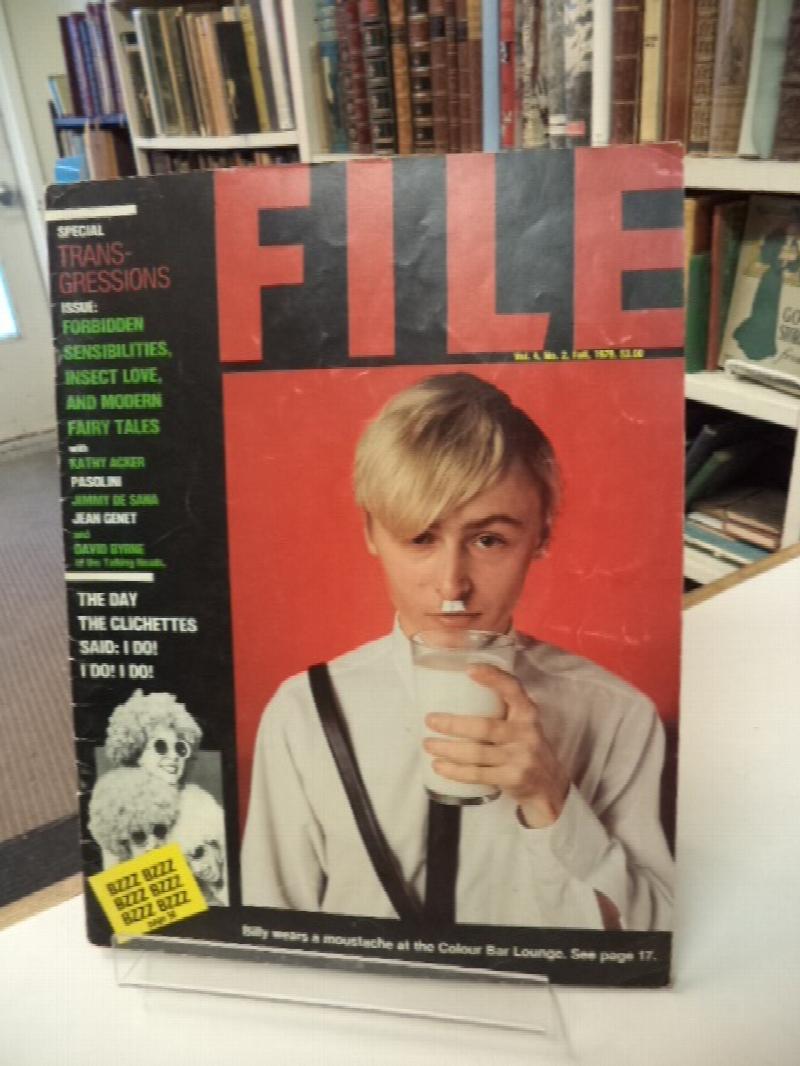 FILE
Vol. 4, No. 2, Fall, 1979, $3.00
SPECIAL
TRANS-
GRESSIONS
ISSUE:
FORBIDDEN
SENSIBILITIES,
INSECT LOVE,
AND MODERN
FAIRY TALES
with
KATHY ACKER
PASOLINI
JIMMY DE SANA
JEAN GENET
and
DAVID BYRNE
of the Talking Heads.
THE DAY
THE CLICHETTES
SAID: I DO!
I DO! I DO!
BZZZ BZZZ
BZZZ BZZZ
BZZZ BZZZ
Billy wears a moustache at the Colour Bar Lounge. See page 17.